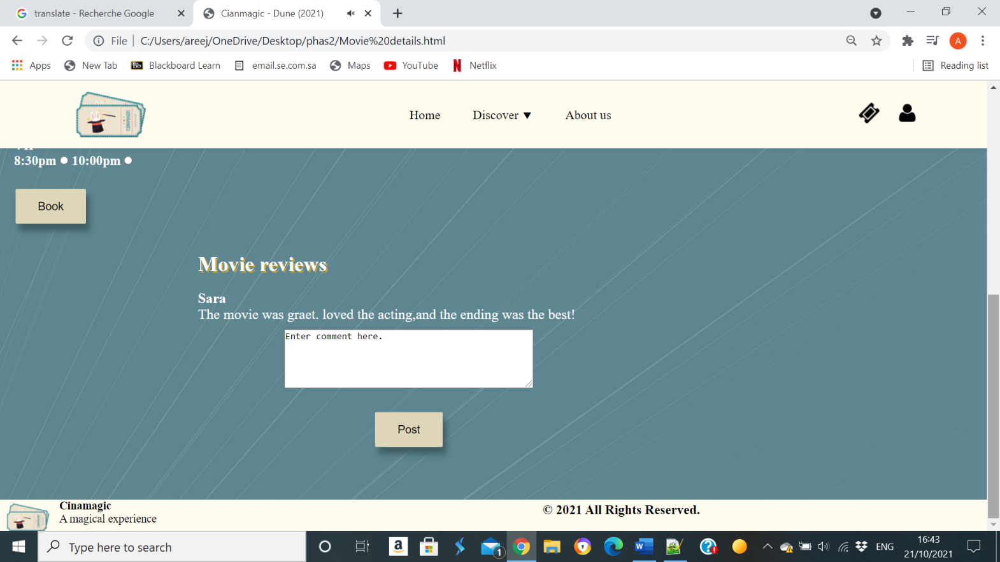 translate - Recherche Google
Cianmagic - Dune (2021)
File
C:/Users/areej/OneDrive/Desktop/phas2/Movie%20details.html
A
Apps
New Tab
Bb
Blackboard Learn
email.se.com.sa
Maps
YouTube
Netflix
Reading list
CINAMAGIC
Home
Discover ▼
About us
8:30pm
10:00pm
Book
Movie reviews
Sara
The movie was graet. loved the acting,and the ending was the best!
Enter comment here.
Post
Cinamagic
A magical experience
© 2021 All Rights Reserved.
Type here to search
1
ENG
16:43
21/10/2021